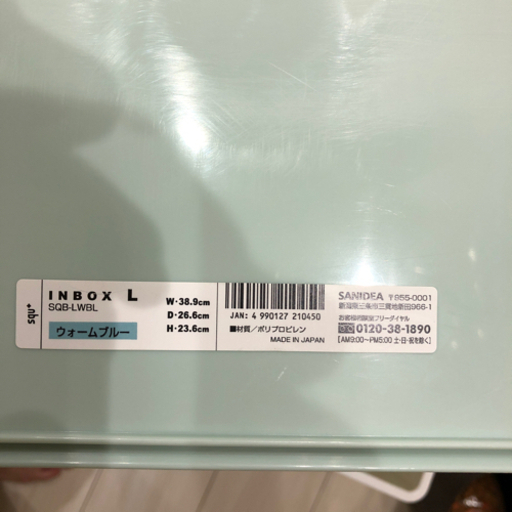 squ+
INBOX L
SQB-LWBL
ウォームブルー
W・38.9cm
D・26.6cm
H・23.6cm
JAN: 4 990127 210450
■材質/ポリプロピレン
MADE IN JAPAN
SANIDEA 〒955-0001
新潟県三条市三貫地新田966-1
お客様相談室フリーダイヤル
0120-38-1890
[AM9:00〜PM5:00 土・日・祝を除く]